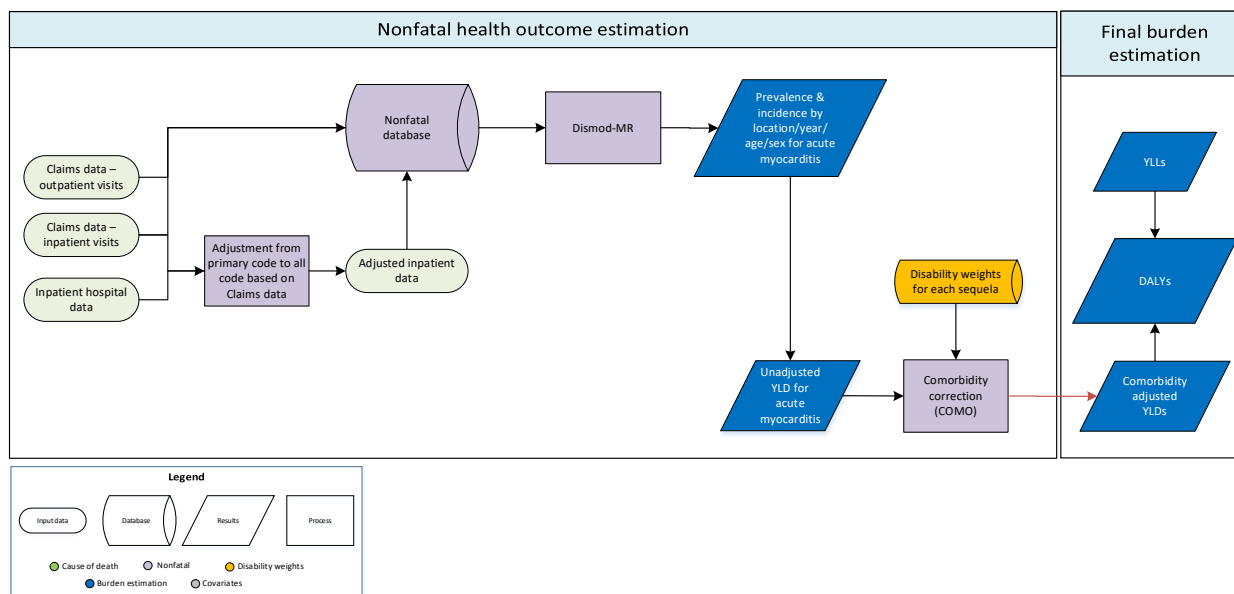 Nonfatal health outcome estimation
Final burden
estimation
Claims data –
outpatient visits
Claims data –
inpatient visits
Inpatient hospital
data
Adjustment from
primary code to all
code based on
Claims data
Adjusted inpatient
data
Nonfatal
database
Dismod-MR
Prevalence &
incidence by
location/year/
age/sex for acute
myocarditis
Unadjusted
YLD for
acute
myocarditis
Disability weights
for each sequela
Comorbidity
correction
(COMO)
YLLs
DALYs
Comorbidity
adjusted
YLDs
Legend
Input data
Database
Results
Process
Cause of death
Nonfatal
Disability weights
Burden estimation
Covariates